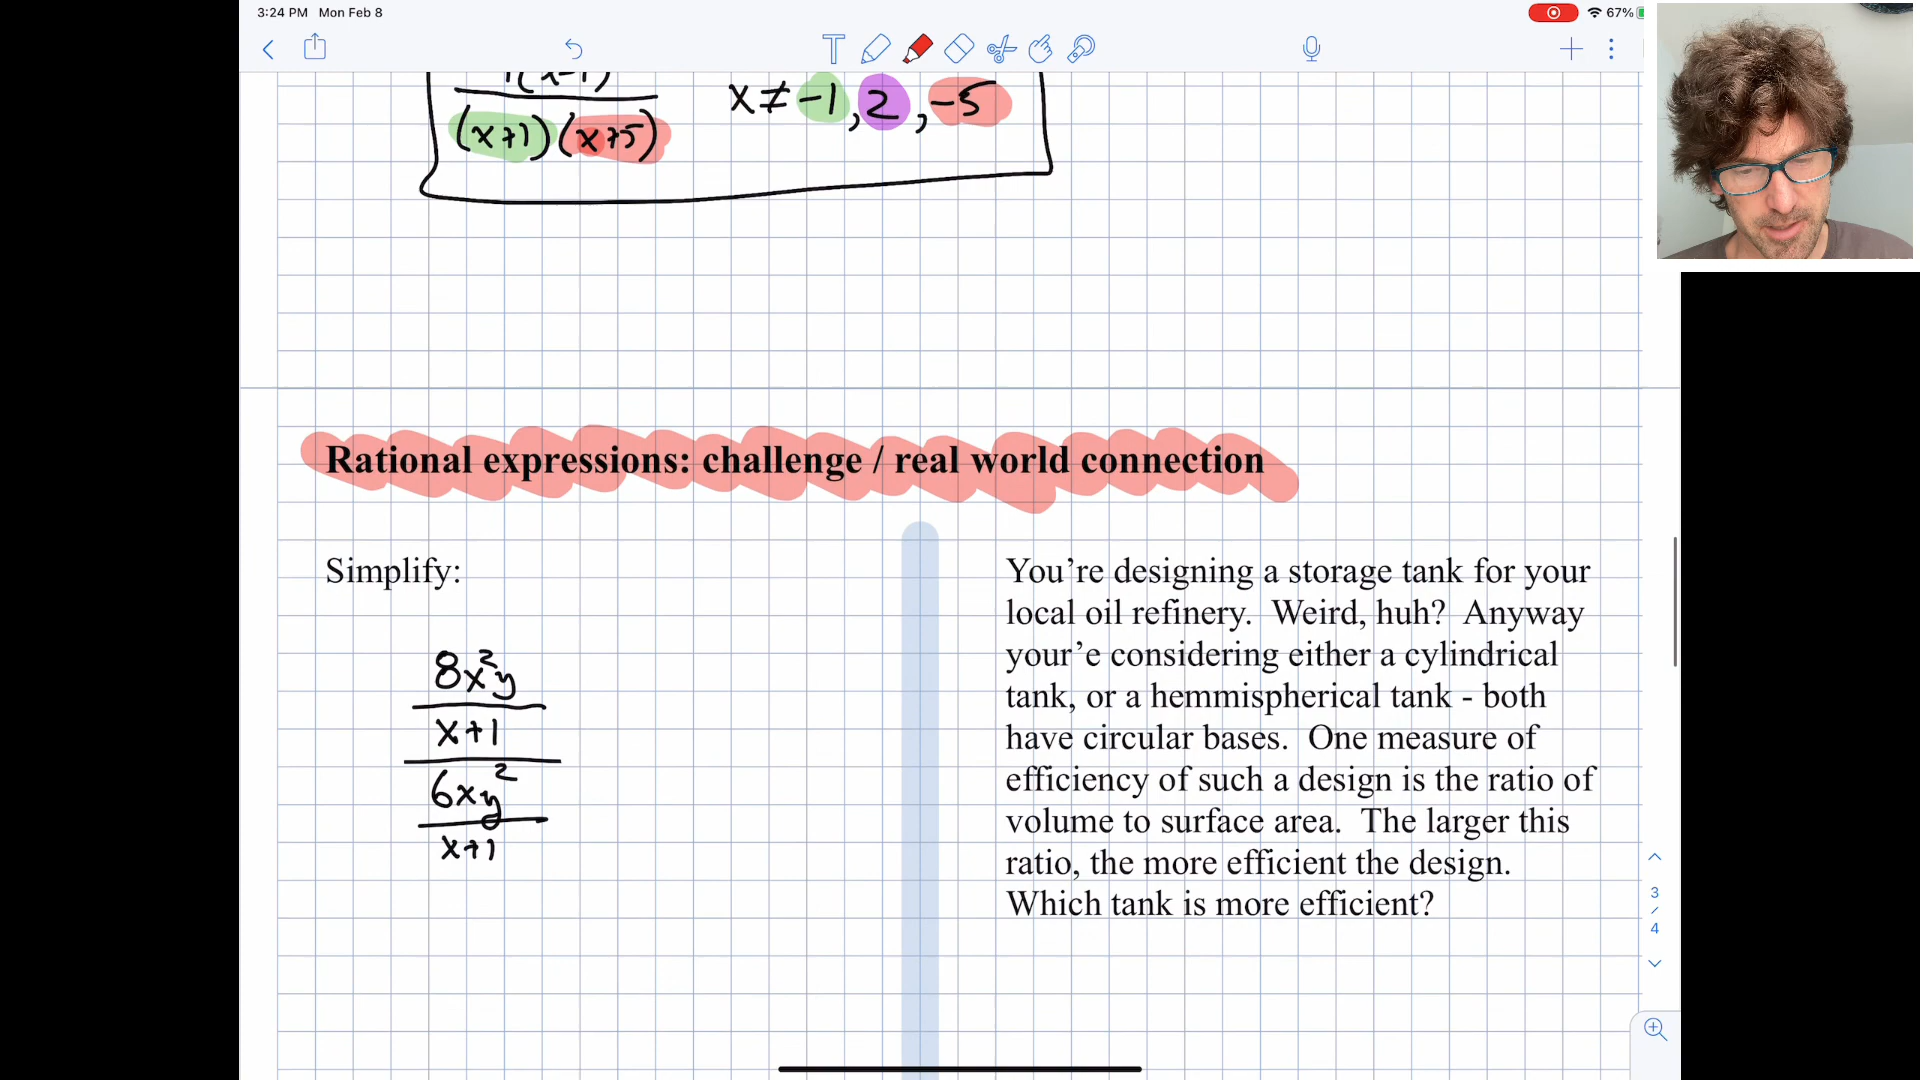 3:24 PM Mon Feb 8
67%
T
(x+1)(x+5)
x≠-1, 2, -5
Rational expressions: challenge / real world connection
Simplify:
8x²y
x+1
6xy²
x+1
You’re designing a storage tank for your
local oil refinery. Weird, huh? Anyway
your’e considering either a cylindrical
tank, or a hemmispherical tank - both
have circular bases. One measure of
efficiency of such a design is the ratio of
volume to surface area. The larger this
ratio, the more efficient the design.
Which tank is more efficient?
3
/
4